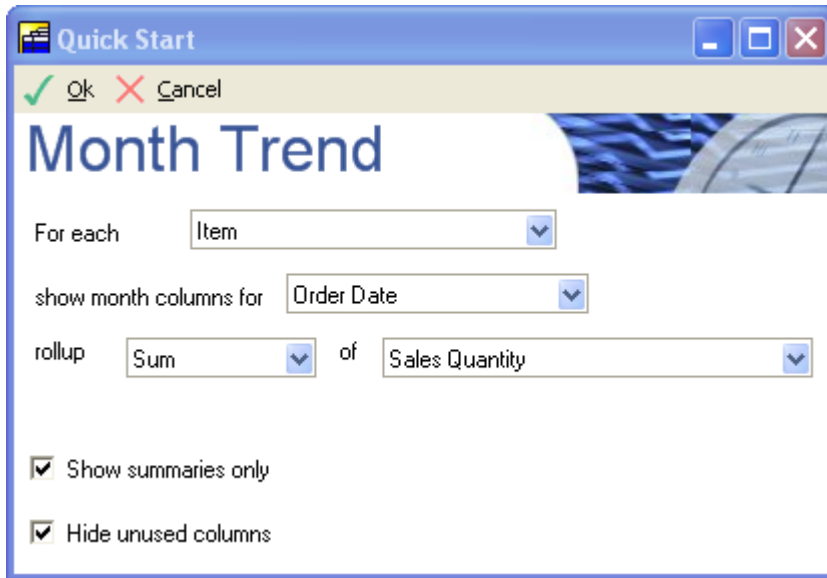 Quick Start
Ok Cancel
Month Trend
For each Item
show month columns for Order Date
rollup Sum of Sales Quantity
Show summaries only
Hide unused columns